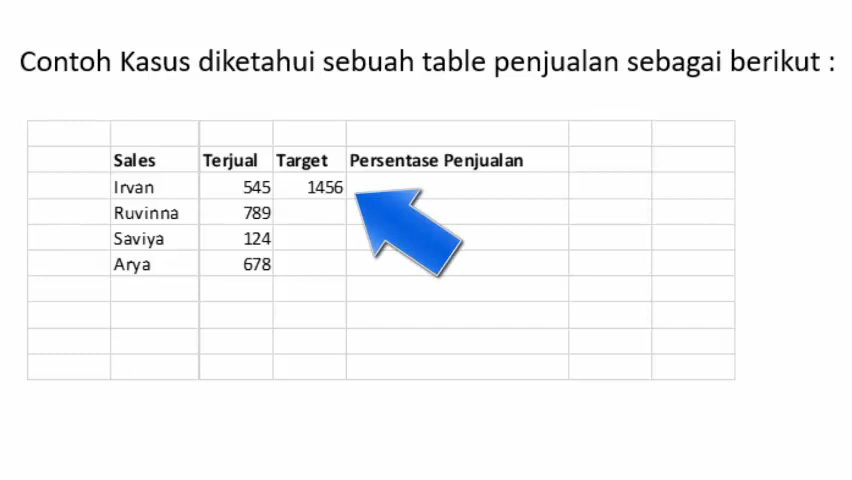 Contoh Kasus diketahui sebuah table penjualan sebagai berikut :
Sales Terjual Target Persentase Penjualan
Irvan 545 1456
Ruvinna 789
Saviya 124
Arya 678